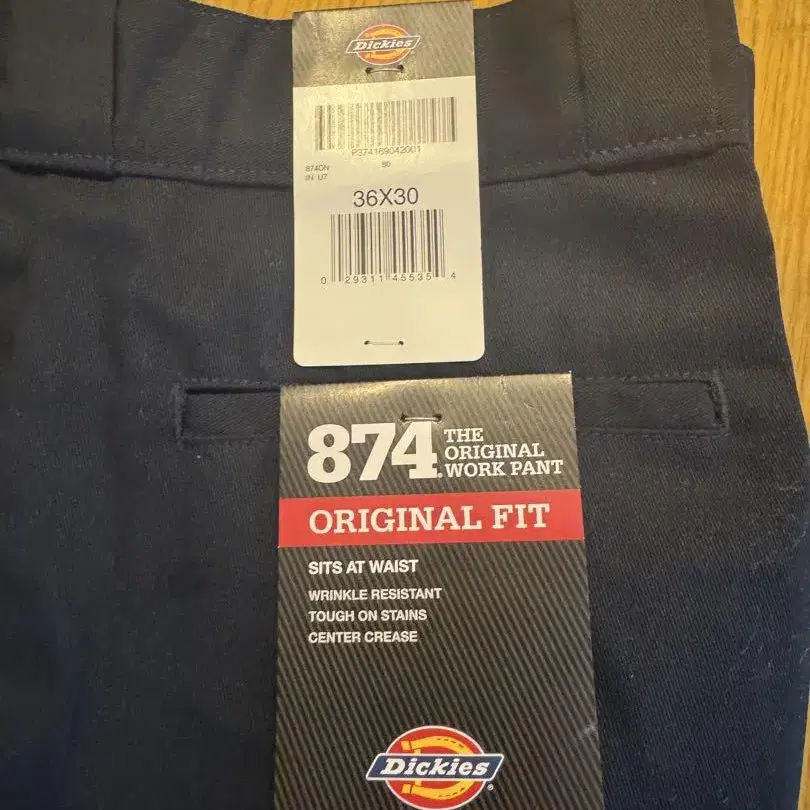 Dickies
P374169042001
874DN
80
IN U7
36X30
0 29311 45535 4
874
THE
ORIGINAL
WORK PANT
ORIGINAL FIT
SITS AT WAIST
WRINKLE RESISTANT
TOUGH ON STAINS
CENTER CREASE
Dickies